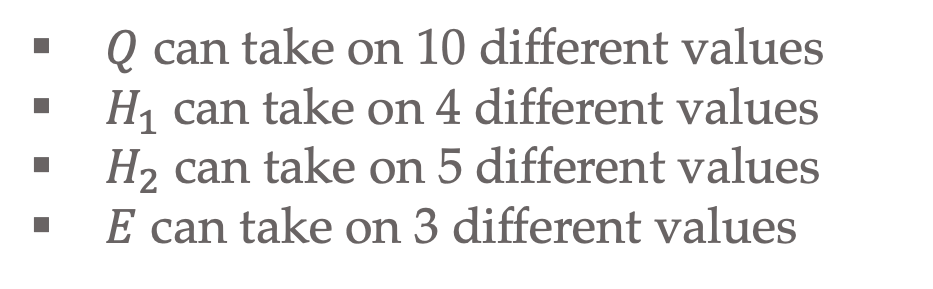 ▪ Q can take on 10 different values
▪ H₁ can take on 4 different values
▪ H₂ can take on 5 different values
▪ E can take on 3 different values